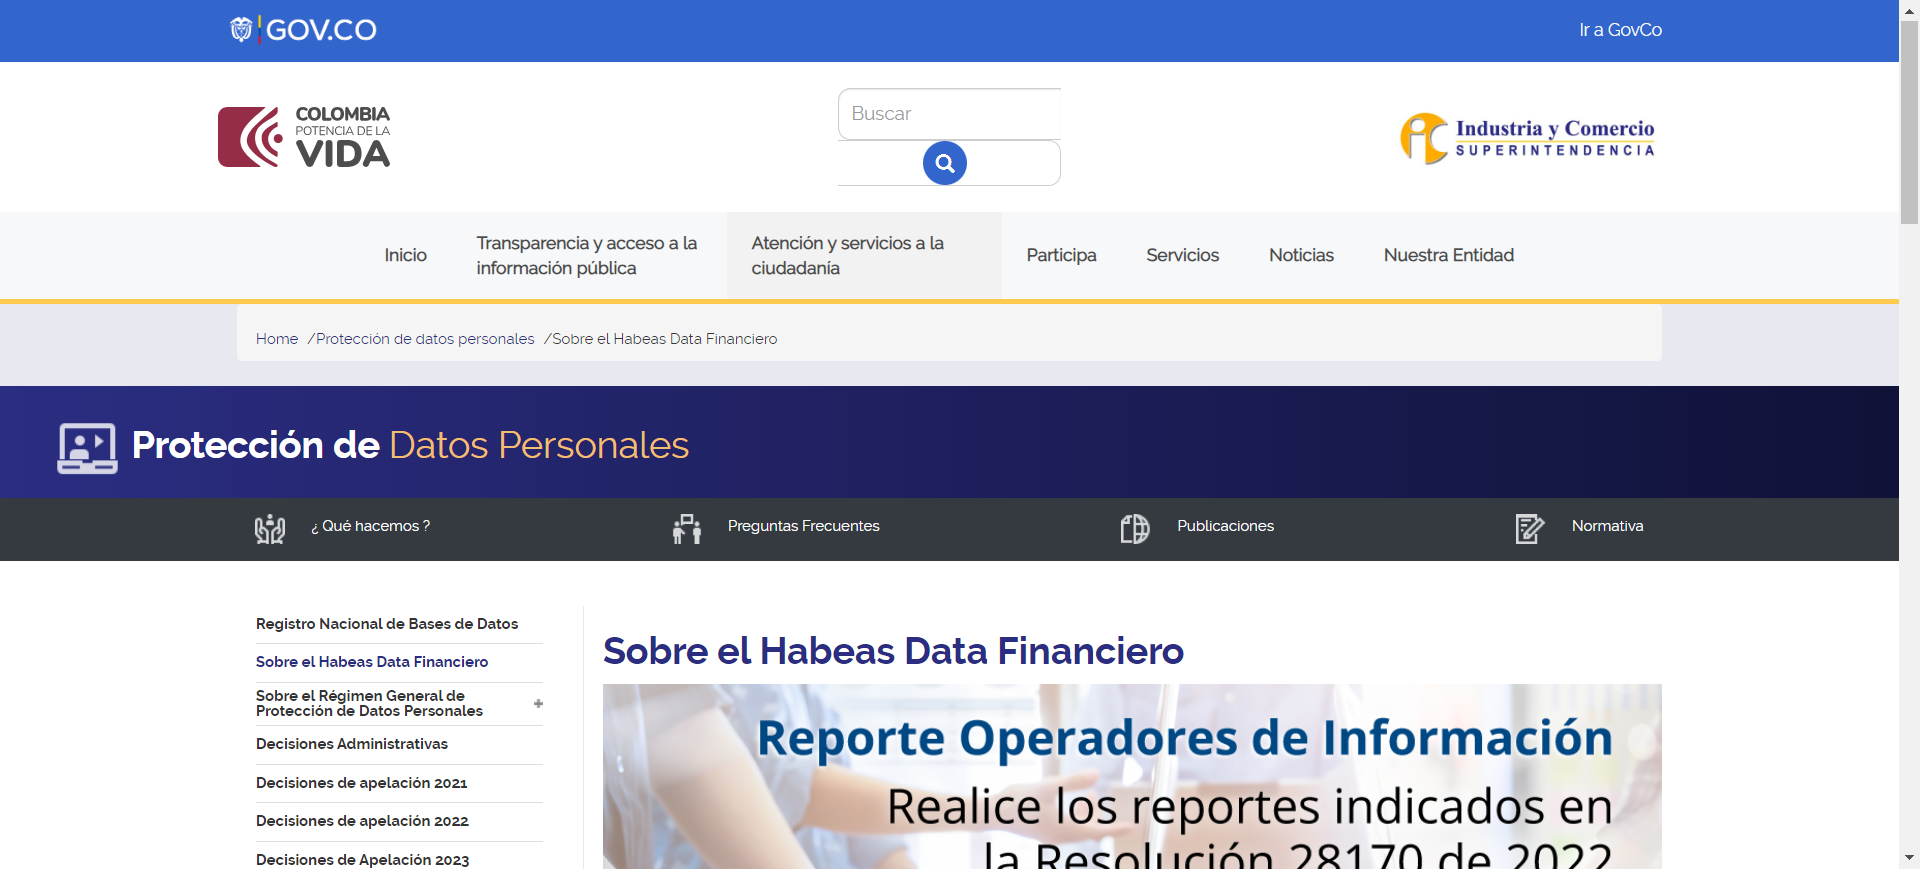 GOV.CO
Ir a GovCo
COLOMBIA
POTENCIA DE LA
VIDA
Buscar
Industria y Comercio
SUPERINTENDENCIA
Inicio
Transparencia y acceso a la
información pública
Atención y servicios a la
ciudadanía
Participa
Servicios
Noticias
Nuestra Entidad
Home /Protección de datos personales /Sobre el Habeas Data Financiero
Protección de Datos Personales
¿ Qué hacemos ?
Preguntas Frecuentes
Publicaciones
Normativa
Registro Nacional de Bases de Datos
Sobre el Habeas Data Financiero
Sobre el Régimen General de
Protección de Datos Personales
Decisiones Administrativas
Decisiones de apelación 2021
Decisiones de apelación 2022
Decisiones de Apelación 2023
Sobre el Habeas Data Financiero
Reporte Operadores de Información
Realice los reportes indicados en
la Resolución 28170 de 2022